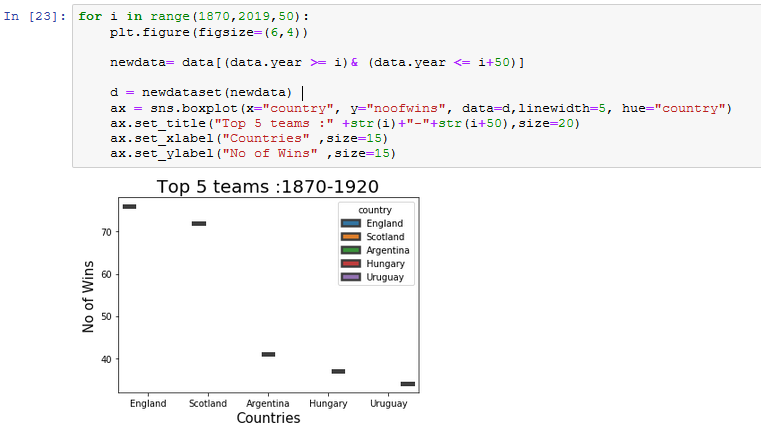 In [23]: for i in range(1870,2019,50):
plt.figure(figsize=(6,4))
newdata= data[(data.year >= i)& (data.year <= i+50)]
d = newdataset(newdata)
ax = sns.boxplot(x="country", y="noofwins", data=d,linewidth=5, hue="country")
ax.set_title("Top 5 teams :" +str(i)+"-"+str(i+50),size=20)
ax.set_xlabel("Countries" ,size=15)
ax.set_ylabel("No of Wins" ,size=15)
Top 5 teams :1870-1920
country
England
Scotland
Argentina
Hungary
Uruguay
70
60
50
40
No of Wins
England Scotland Argentina Hungary Uruguay
Countries